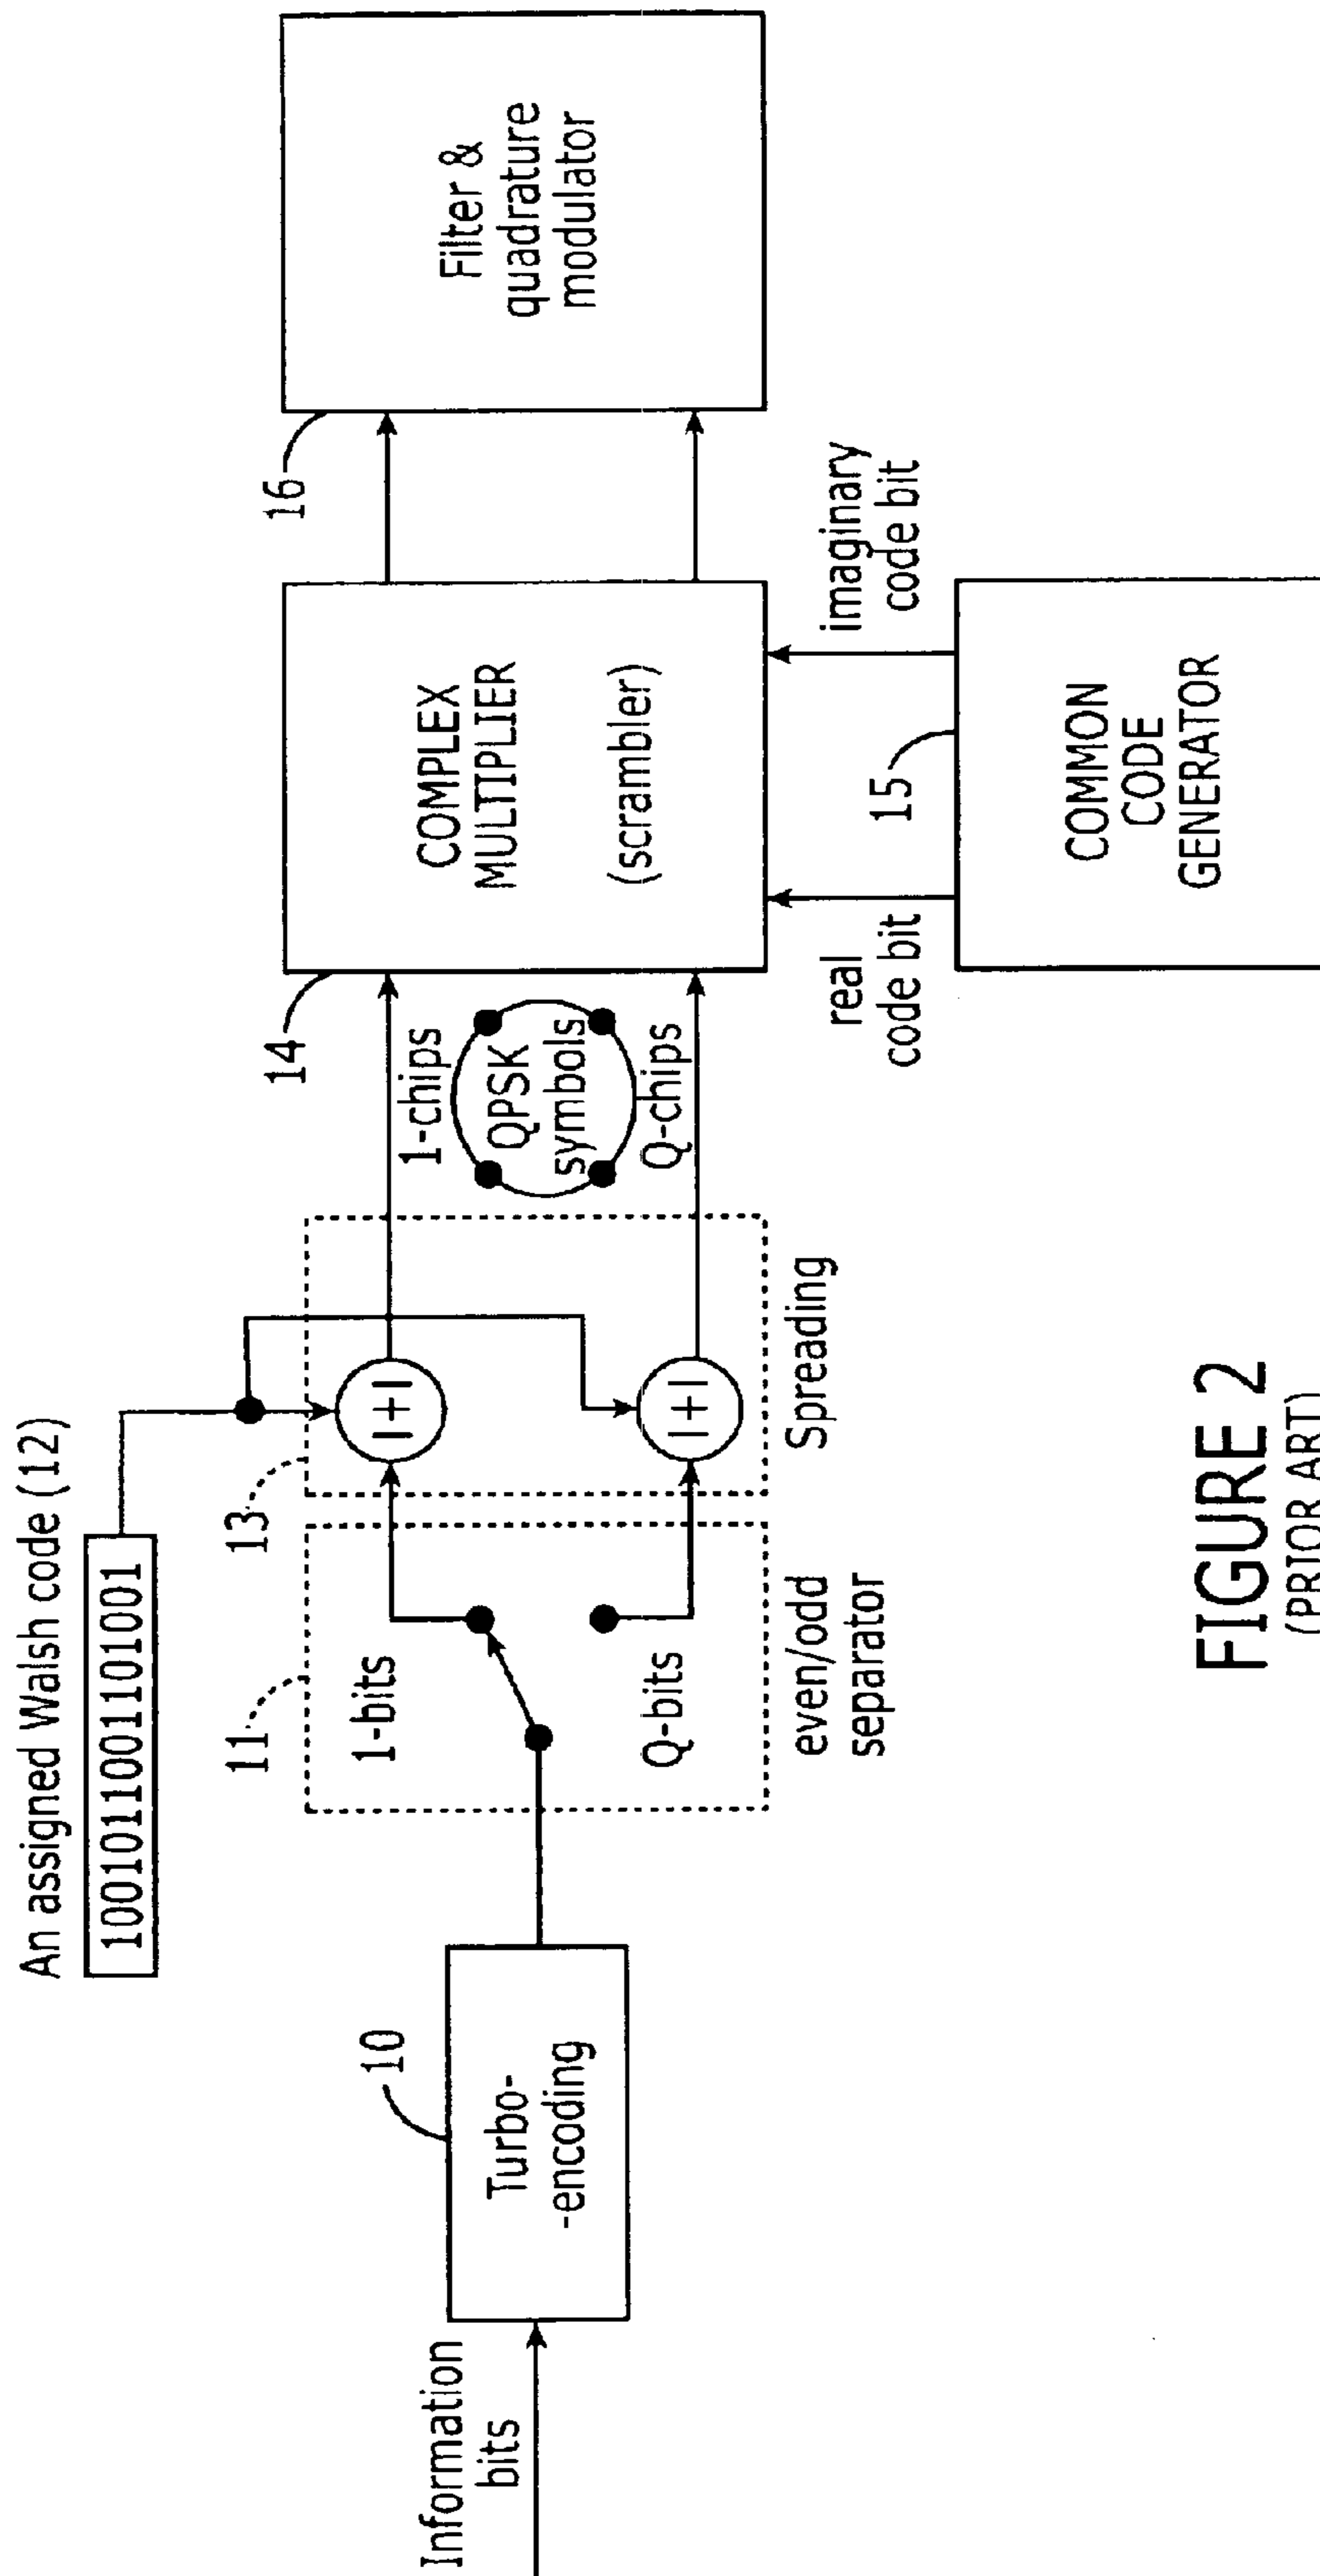 An assigned Walsh code (12)
1001011001101001
Information
bits
10
Turbo-
-encoding
11
1-bits
Q-bits
even/odd
separator
13
I+I
I+I
Spreading
1-chips
QPSK
symbols
Q-chips
14
COMPLEX
MULTIPLIER
(scrambler)
real
code bit
imaginary
code bit
15
COMMON
CODE
GENERATOR
16
Filter &
quadrature
modulator
FIGURE 2
(PRIOR ART)